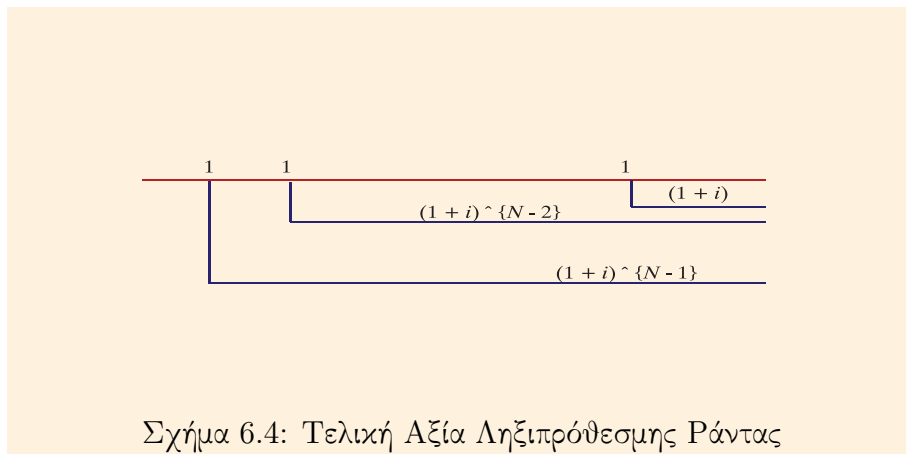 1 1 1
(1 + i)
(1 + i) ˆ {N - 2}
(1 + i) ˆ {N - 1}
Σχήμα 6.4: Τελική Αξία Ληξιπρόθεσμης Ράντας